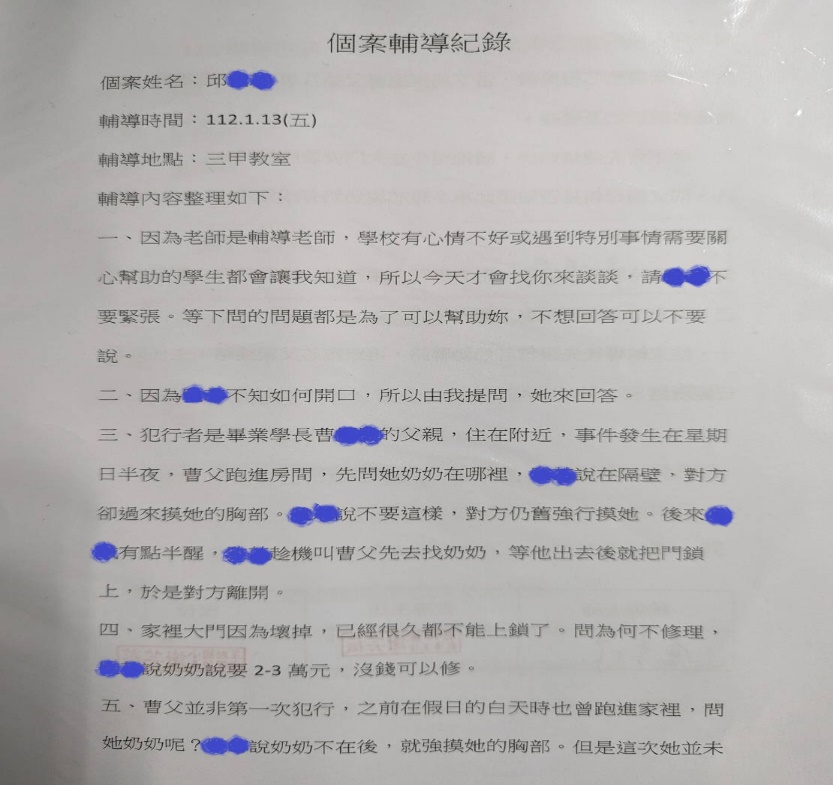 個案輔導紀錄
個案姓名：邱
輔導時間：112.1.13(五)
輔導地點：三甲教室
輔導內容整理如下：
一、因為老師是輔導老師，學校有心情不好或遇到特別事情需要關
心幫助的學生都會讓我知道，所以今天才會找你來談談，請不
要緊張。等下問的問題都是為了可以幫助妳，不想回答可以不要
說。
二、因為不知如何開口，所以由我提問，她來回答。
三、犯行者是畢業學長曹的父親，住在附近，事件發生在星期
日半夜，曹父跑進房間，先問她奶奶在哪裡，說在隔壁，對方
卻過來摸她的胸部。說不要這樣，對方仍舊強行摸她。後來
有點半醒，趁機叫曹父先去找奶奶，等他出去後就把門鎖
上，於是對方離開。
四、家裡大門因為壞掉，已經很久都不能上鎖了。問為何不修理，
說奶奶說要 2-3 萬元，沒錢可以修。
五、曹父並非第一次犯行，之前在假日的白天時也曾跑進家裡，問
她奶奶呢？說奶奶不在後，就強摸她的胸部。但是這次她並未